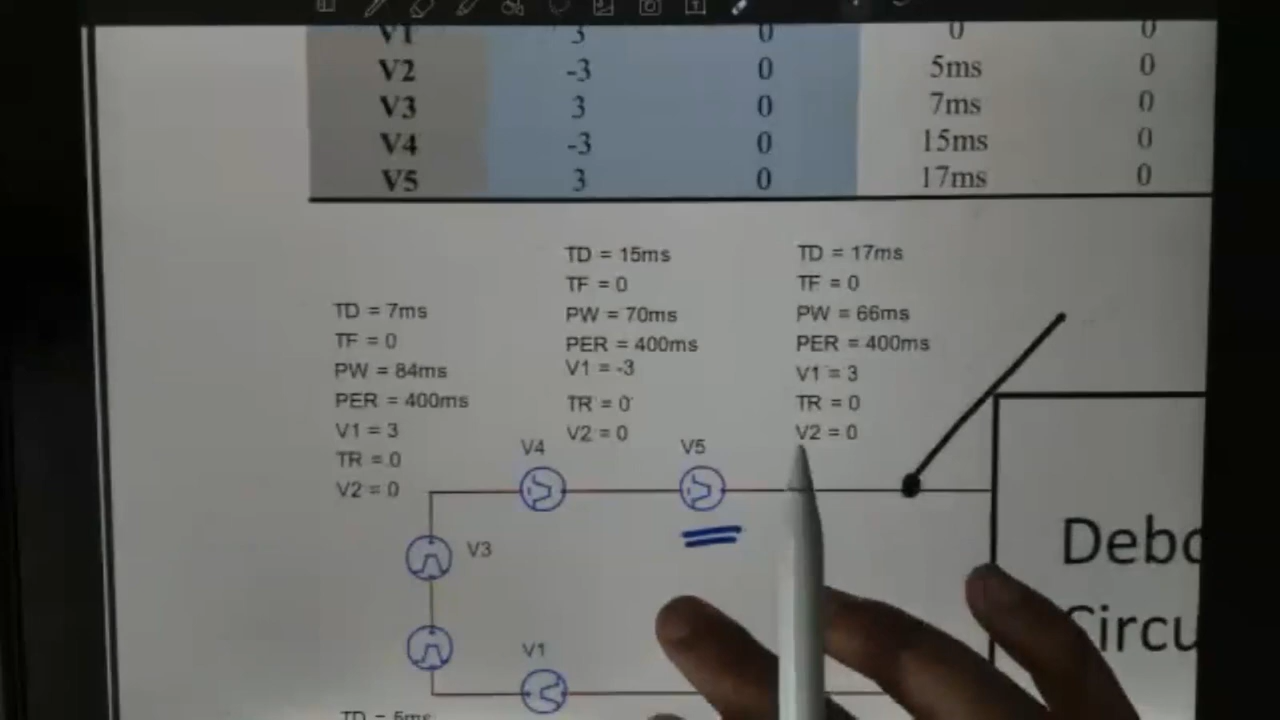 V1 3 0 0 0
V2 -3 0 5ms 0
V3 3 0 7ms 0
V4 -3 0 15ms 0
V5 3 0 17ms 0
TD = 7ms
TF = 0
PW = 84ms
PER = 400ms
V1 = 3
TR = 0
V2 = 0
TD = 15ms
TF = 0
PW = 70ms
PER = 400ms
V1 = -3
TR = 0
V2 = 0
TD = 17ms
TF = 0
PW = 66ms
PER = 400ms
V1 = 3
TR = 0
V2 = 0
V4
V5
V3
V1
Debo
Circu
TD = 5ms